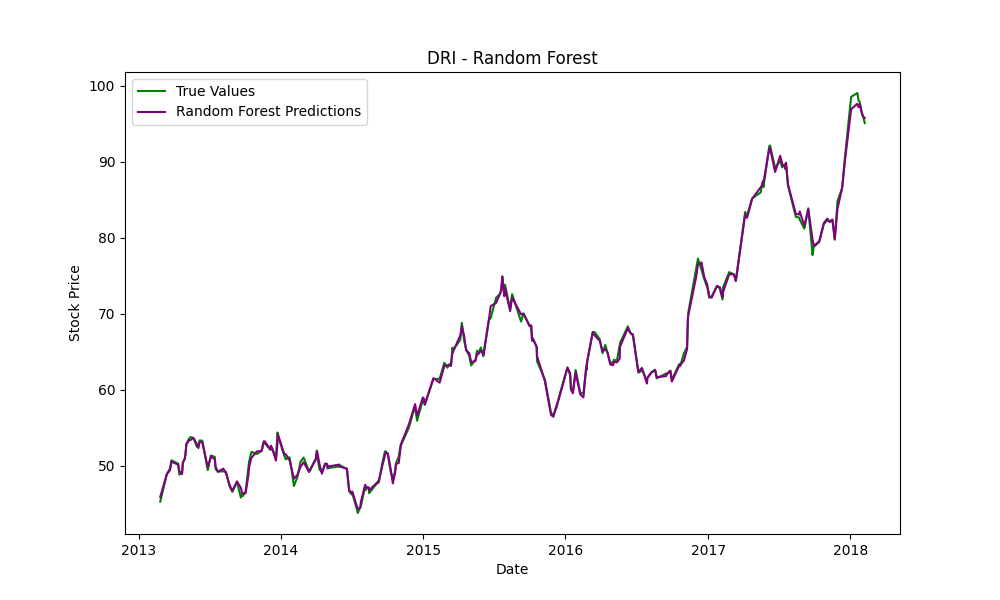 DRI - Random Forest
True Values
Random Forest Predictions
100
90
80
70
60
50
Stock Price
2013 2014 2015 2016 2017 2018
Date